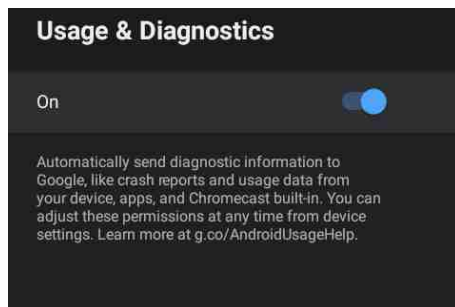 Usage & Diagnostics
On
Automatically send diagnostic information to
Google, like crash reports and usage data from
your device, apps, and Chromecast built-in. You can
adjust these permissions at any time from device
settings. Learn more at g.co/AndroidUsageHelp.